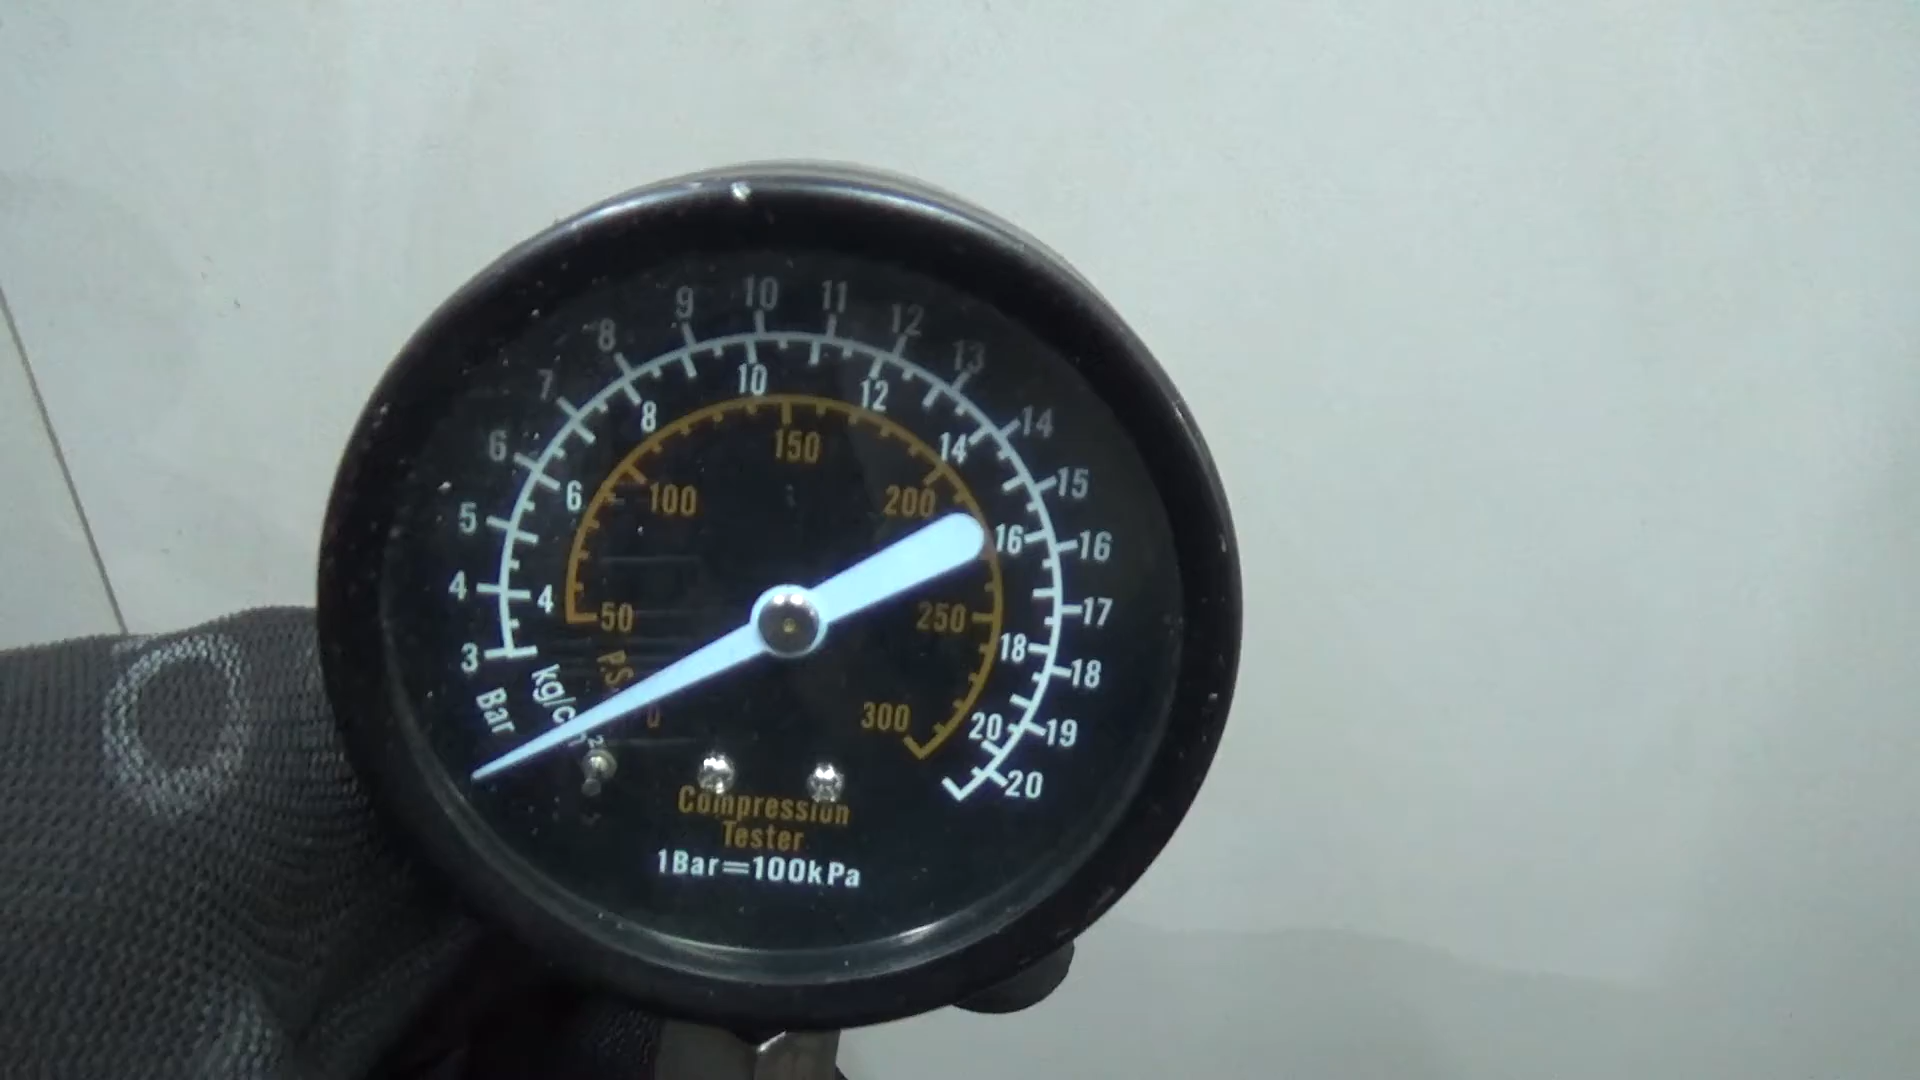 3 4 5 6 7 8 9 10 11 12 13 14 15 16 17 18 19 20
Bar
4 6 8 10 12 14 16 18 20
50 100 150 200 250 300
0
Compression
Tester
1Bar=100kPa